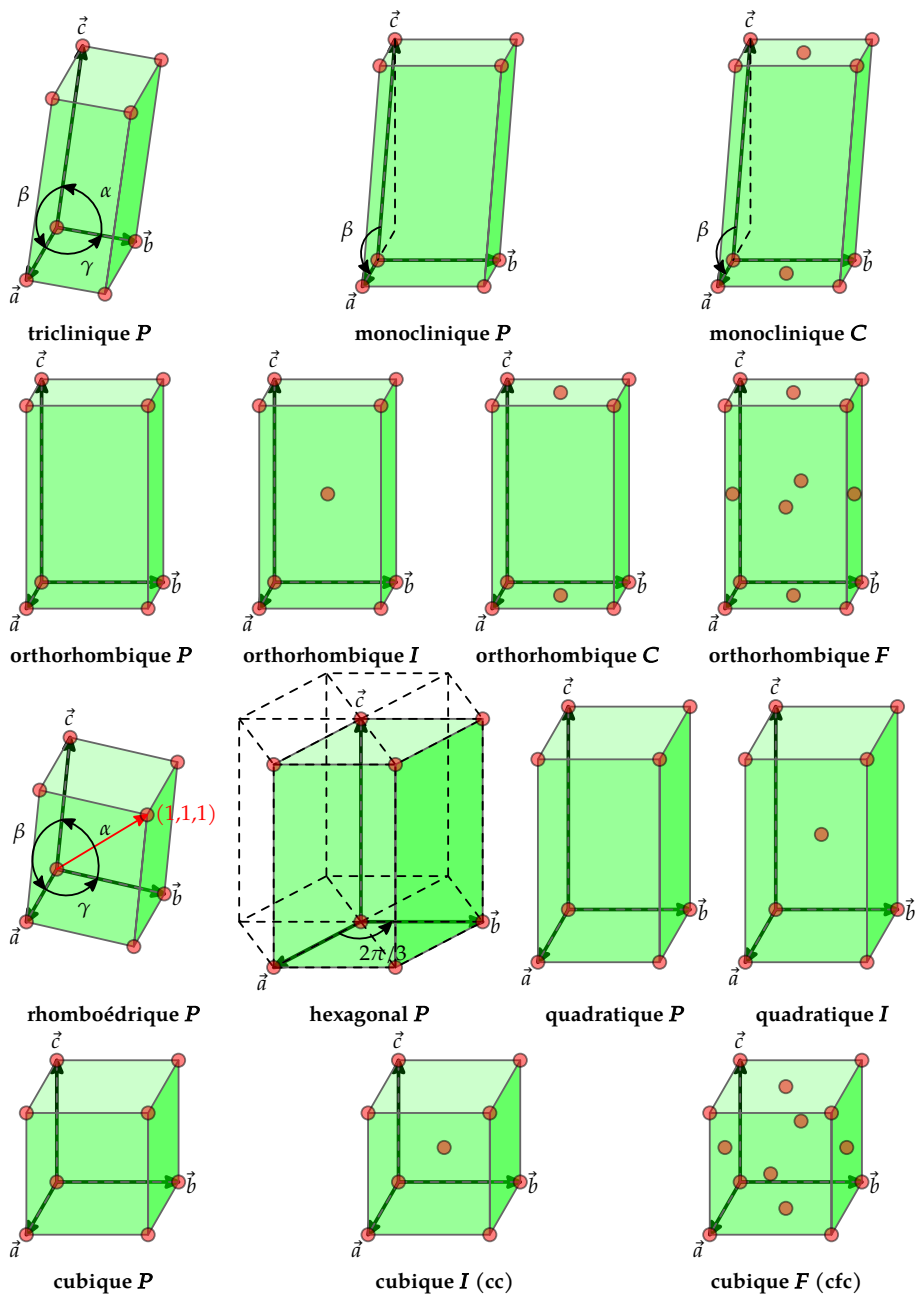 c⃗ c⃗ c⃗
β α
β β
γ b⃗ b⃗ b⃗
a⃗ a⃗ a⃗
triclinique P monoclinique P monoclinique C
c⃗ c⃗ c⃗ c⃗
b⃗ b⃗ b⃗ b⃗
a⃗ a⃗ a⃗ a⃗
orthorhombique P orthorhombique I orthorhombique C orthorhombique F
c⃗ c⃗ c⃗ c⃗
(1,1,1)
β α
γ b⃗ b⃗ b⃗ b⃗
a⃗ 2π/3 a⃗ a⃗ a⃗
rhomboédrique P hexagonal P quadratique P quadratique I
c⃗ c⃗ c⃗
b⃗ b⃗ b⃗
a⃗ a⃗ a⃗
cubique P cubique I (cc) cubique F (cfc)